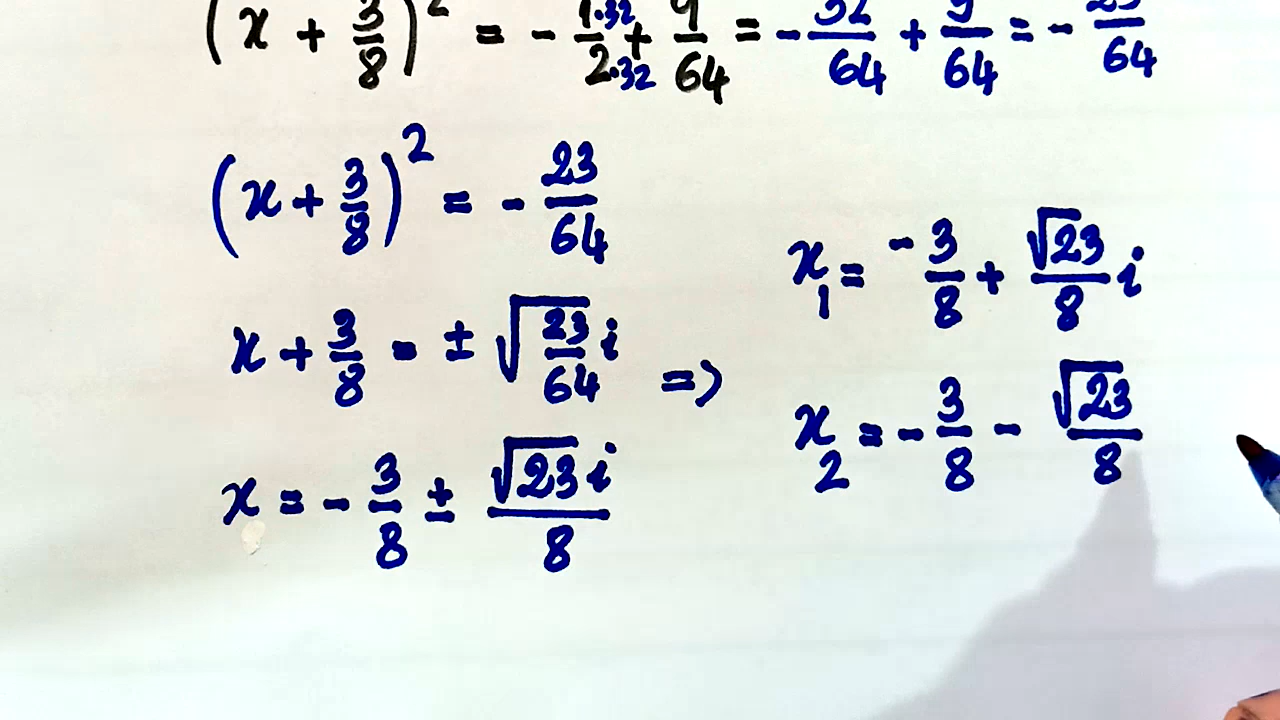 (x + 3/8)² = - 1·32/2·32 + 9/64 = - 32/64 + 9/64 = - 23/64
(x + 3/8)² = - 23/64
x + 3/8 = ± √(23/64) i =>
x = - 3/8 ± √23 i/8
x₁ = - 3/8 + √23/8 i
x₂ = - 3/8 - √23/8